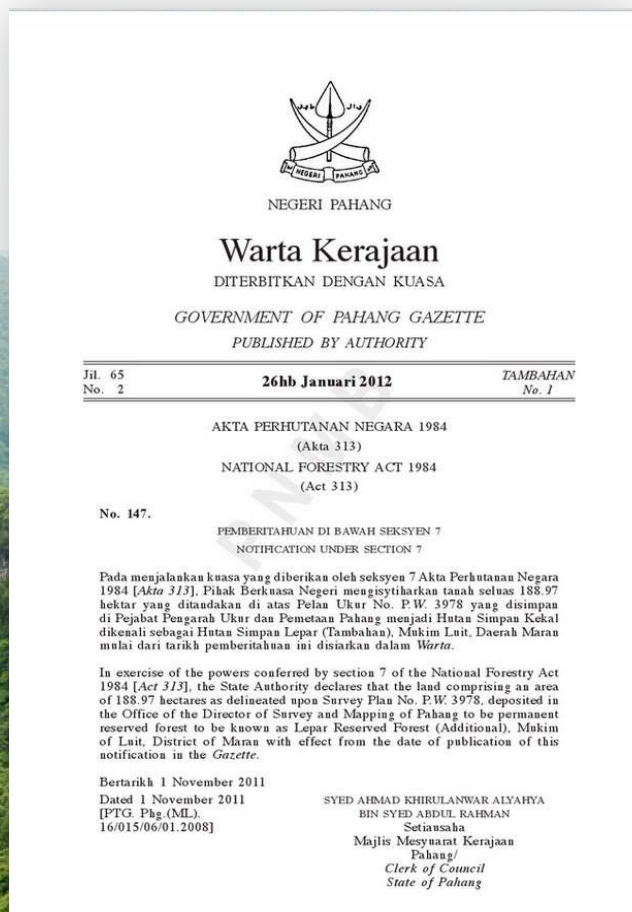 NEGERI PAHANG
NEGERI PAHANG
Warta Kerajaan
DITERBITKAN DENGAN KUASA
GOVERNMENT OF PAHANG GAZETTE
PUBLISHED BY AUTHORITY
Jil. 65
No. 2
26hb Januari 2012
TAMBAHAN
No. 1
AKTA PERHUTANAN NEGARA 1984
(Akta 313)
NATIONAL FORESTRY ACT 1984
(Act 313)
No. 147.
PEMBERITAHUAN DI BAWAH SEKSYEN 7
NOTIFICATION UNDER SECTION 7
Pada menjalankan kuasa yang diberikan oleh seksyen 7 Akta Perhutanan Negara
1984 [Akta 313], Pihak Berkuasa Negeri mengisytiharkan tanah seluas 188.97
hektar yang ditandakan di atas Pelan Ukur No. P.W. 3978 yang disimpan
di Pejabat Pengarah Ukur dan Pemetaan Pahang menjadi Hutan Simpan Kekal
dikenali sebagai Hutan Simpan Lepar (Tambahan), Mukim Luit, Daerah Maran
mulai dari tarikh pemberitahuan ini disiarkan dalam Warta.
In exercise of the powers conferred by section 7 of the National Forestry Act
1984 [Act 313], the State Authority declares that the land comprising an area
of 188.97 hectares as delineated upon Survey Plan No. P.W. 3978, deposited in
the Office of the Director of Survey and Mapping of Pahang to be permanent
reserved forest to be known as Lepar Reserved Forest (Additional), Mukim
of Luit, District of Maran with effect from the date of publication of this
notification in the Gazette.
Bertarikh 1 November 2011
Dated 1 November 2011
[PTG. Phg.(ML).
16/015/06/01.2008]
SYED AHMAD KHIRULANWAR ALYAHYA
BIN SYED ABDUL RAHMAN
Setiausaha
Majlis Mesyuarat Kerajaan
Pahang/
Clerk of Council
State of Pahang
PNWB